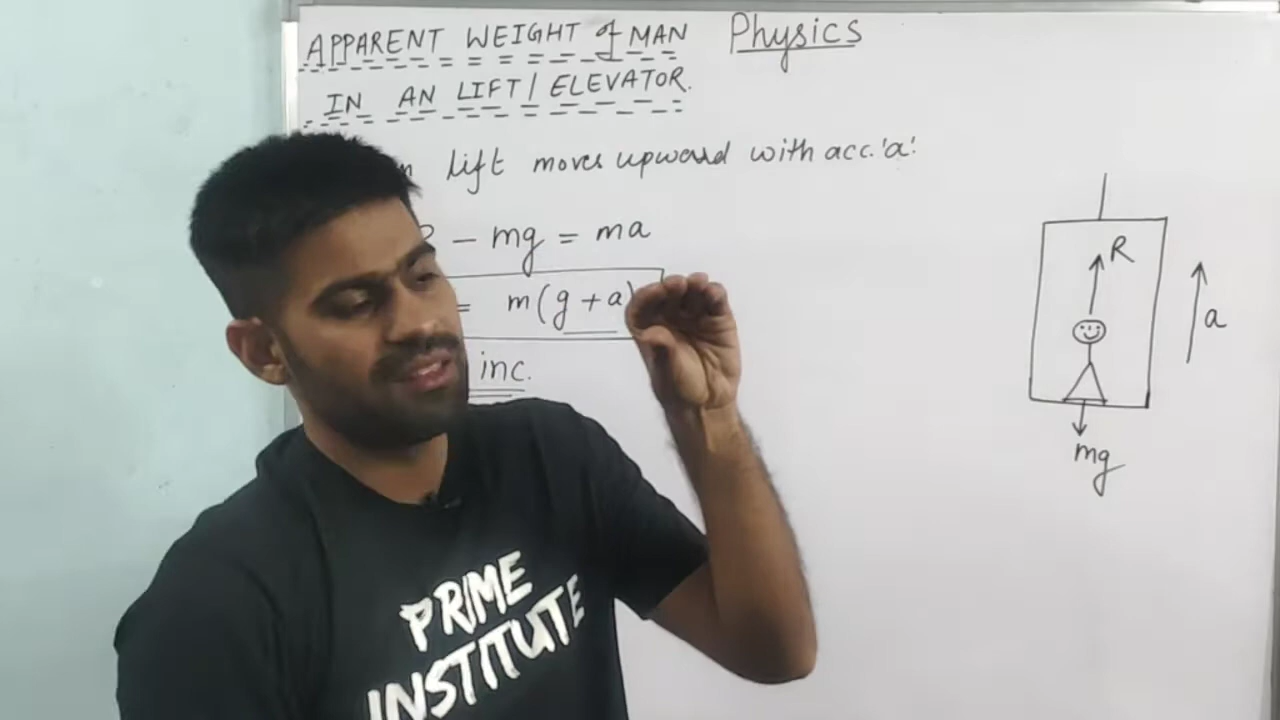 APPARENT WEIGHT of MAN Physics
IN AN LIFT/ELEVATOR.
lift moves upward with acc. 'a'.
- mg = ma
= m(g+a)
inc.
R
a
mg
PRIME
INSTITUTE